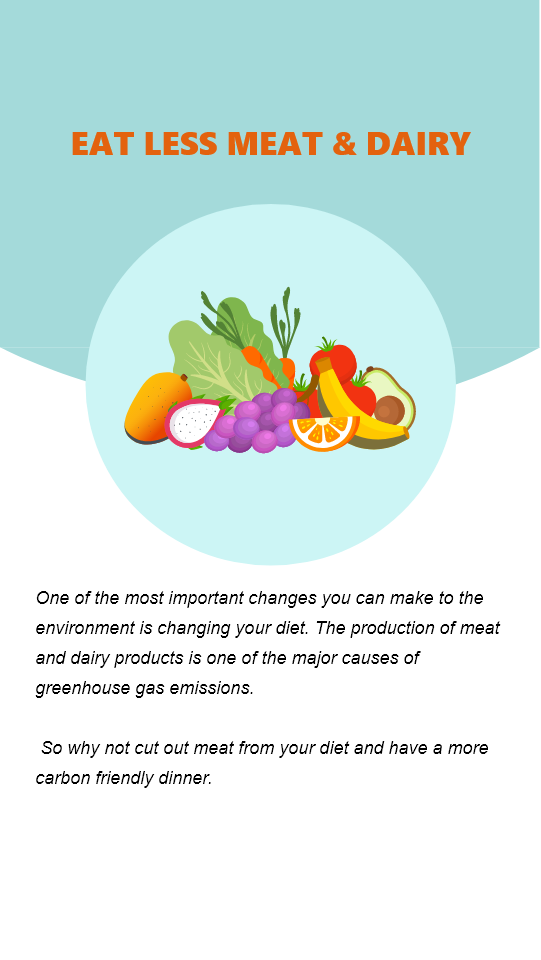 EAT LESS MEAT & DAIRY
One of the most important changes you can make to the
environment is changing your diet. The production of meat
and dairy products is one of the major causes of
greenhouse gas emissions.
So why not cut out meat from your diet and have a more
carbon friendly dinner.